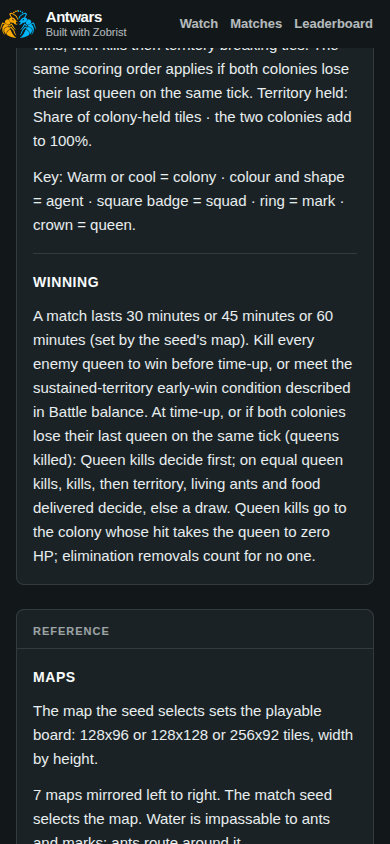 Antwars
Built with Zobrist
Watch
Matches
Leaderboard
wins, with kills then territory breaking ties. The
same scoring order applies if both colonies lose
their last queen on the same tick. Territory held:
Share of colony-held tiles · the two colonies add
to 100%.
Key: Warm or cool = colony · colour and shape
= agent · square badge = squad · ring = mark ·
crown = queen.
WINNING
A match lasts 30 minutes or 45 minutes or 60
minutes (set by the seed's map). Kill every
enemy queen to win before time-up, or meet the
sustained-territory early-win condition described
in Battle balance. At time-up, or if both colonies
lose their last queen on the same tick (queens
killed): Queen kills decide first; on equal queen
kills, kills, then territory, living ants and food
delivered decide, else a draw. Queen kills go to
the colony whose hit takes the queen to zero
HP; elimination removals count for no one.
REFERENCE
MAPS
The map the seed selects sets the playable
board: 128x96 or 128x128 or 256x92 tiles, width
by height.
7 maps mirrored left to right. The match seed
selects the map. Water is impassable to ants
and marks; ants route around it.